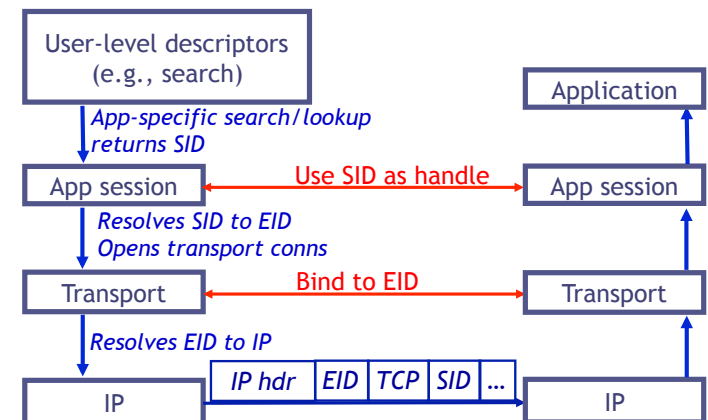 User-level descriptors
(e.g., search)
Application
App-specific search/lookup
returns SID
App session
Use SID as handle
App session
Resolves SID to EID
Opens transport conns
Transport
Bind to EID
Transport
Resolves EID to IP
IP
IP hdr
EID
TCP
SID
...
IP